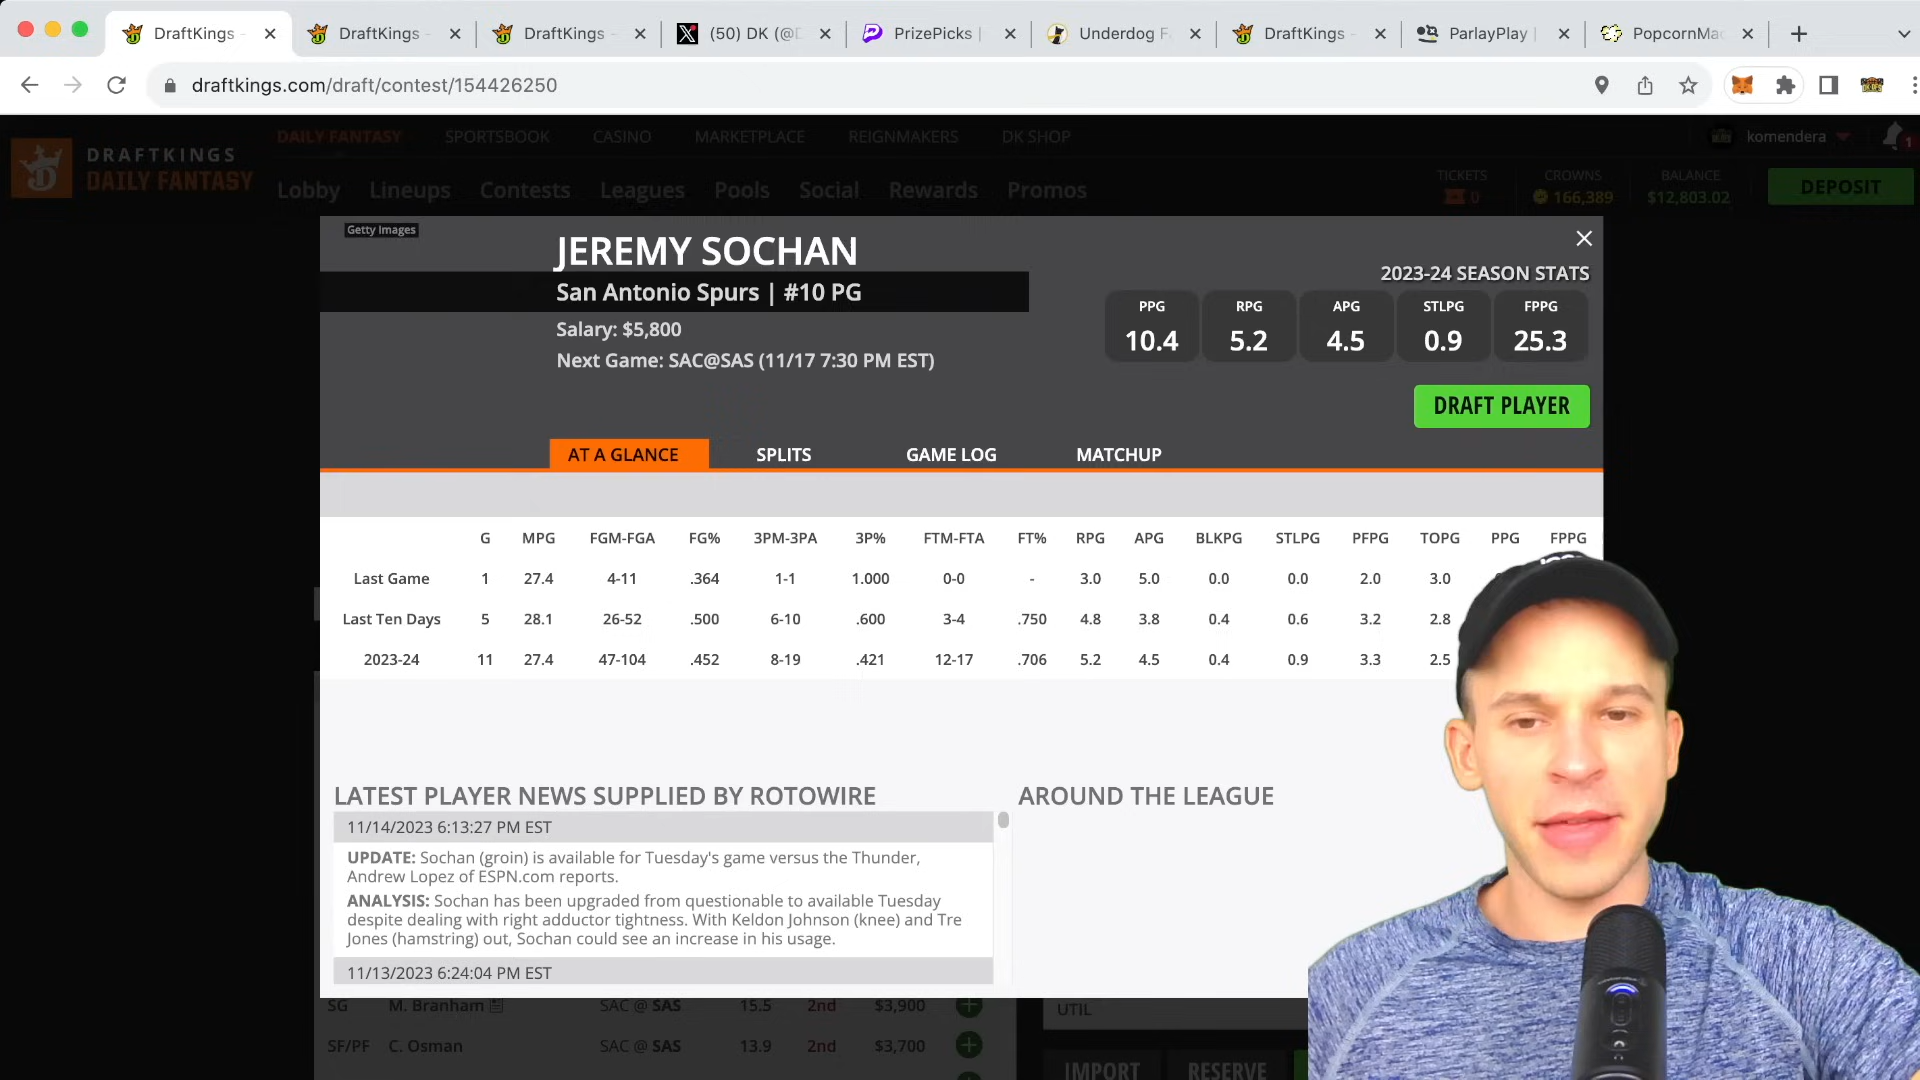 DraftKings - DraftKings - DraftKings - (50) DK (@D PrizePicks | Underdog Fa DraftKings - ParlayPlay | PopcornMac
draftkings.com/draft/contest/154426250
DRAFTKINGS DAILY FANTASY
DAILY FANTASY SPORTSBOOK CASINO MARKETPLACE REIGNMAKERS DK SHOP komendera 1
Lobby Lineups Contests Leagues Pools Social Rewards Promos
TICKETS CROWNS BALANCE DEPOSIT
0 166,389 $12,803.02
Getty Images
JEREMY SOCHAN
San Antonio Spurs | #10 PG
Salary: $5,800
Next Game: SAC@SAS (11/17 7:30 PM EST)
2023-24 SEASON STATS
PPG RPG APG STLPG FPPG
10.4 5.2 4.5 0.9 25.3
DRAFT PLAYER
AT A GLANCE SPLITS GAME LOG MATCHUP
G MPG FGM-FGA FG% 3PM-3PA 3P% FTM-FTA FT% RPG APG BLKPG STLPG PFPG TOPG PPG FPPG
Last Game 1 27.4 4-11 .364 1-1 1.000 0-0 - 3.0 5.0 0.0 0.0 2.0 3.0
Last Ten Days 5 28.1 26-52 .500 6-10 .600 3-4 .750 4.8 3.8 0.4 0.6 3.2 2.8
2023-24 11 27.4 47-104 .452 8-19 .421 12-17 .706 5.2 4.5 0.4 0.9 3.3 2.5
LATEST PLAYER NEWS SUPPLIED BY ROTOWIRE
AROUND THE LEAGUE
11/14/2023 6:13:27 PM EST
UPDATE: Sochan (groin) is available for Tuesday's game versus the Thunder,
Andrew Lopez of ESPN.com reports.
ANALYSIS: Sochan has been upgraded from questionable to available Tuesday
despite dealing with right adductor tightness. With Keldon Johnson (knee) and Tre
Jones (hamstring) out, Sochan could see an increase in his usage.
11/13/2023 6:24:04 PM EST
SG M. Branham SAC @ SAS 15.5 2nd $3,900
UTIL
SF/PF C. Osman SAC @ SAS 13.9 2nd $3,700
IMPORT RESERVE